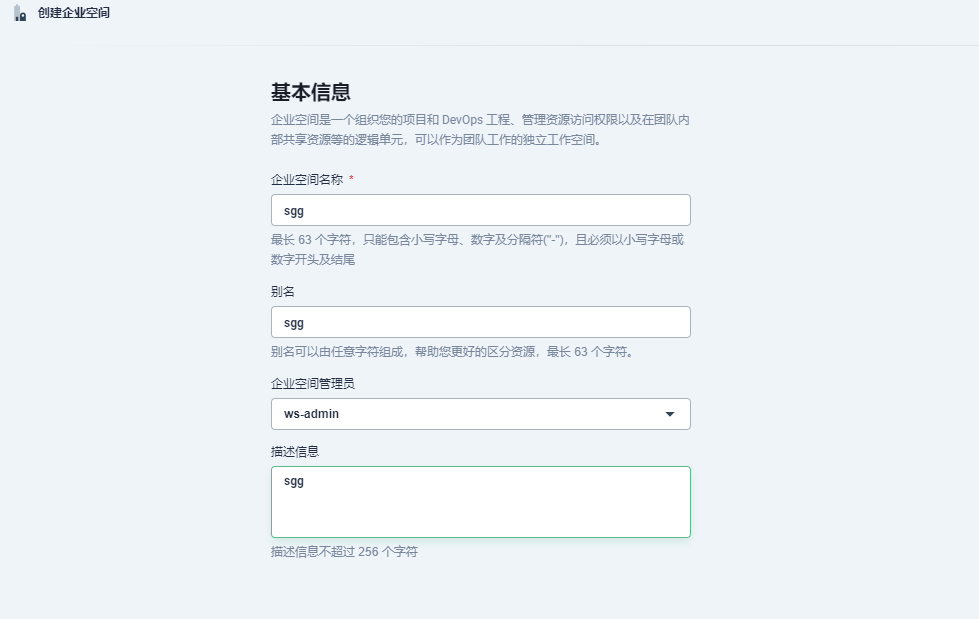 创建企业空间
基本信息
企业空间是一个组织您的项目和 DevOps 工程、管理资源访问权限以及在团队内
部共享资源等的逻辑单元，可以作为团队工作的独立工作空间。
企业空间名称 *
sgg
最长 63 个字符，只能包含小写字母、数字及分隔符("-")，且必须以小写字母或
数字开头及结尾
别名
sgg
别名可以由任意字符组成，帮助您更好的区分资源，最长 63 个字符。
企业空间管理员
ws-admin
描述信息
sgg
描述信息不超过 256 个字符